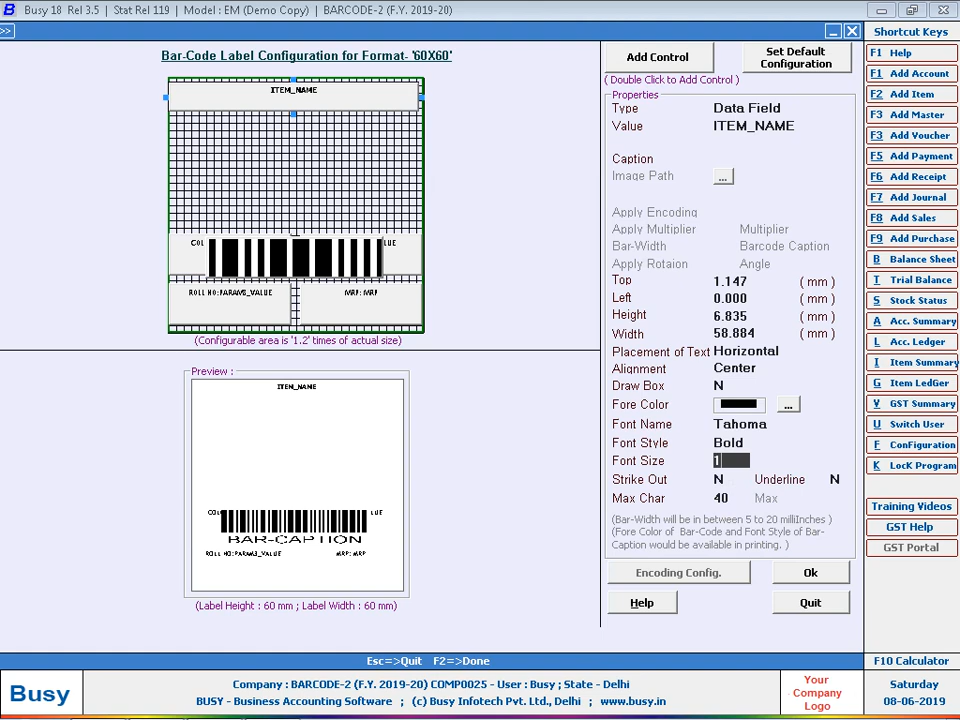 Busy 18 Rel 3.5 | Stat Rel 119 | Model : EM (Demo Copy) | BARCODE-2 (F.Y. 2019-20)
>>
Bar-Code Label Configuration for Format- '60X60'
ITEM_NAME
COL
LUE
ROLL NO:PARAM3_VALUE
MRP: MRP
(Configurable area is '1.2' times of actual size)
Preview :
ITEM_NAME
COL
LUE
BAR-CAPTION
ROLL NO:PARAM3_VALUE
MRP: MRP
(Label Height : 60 mm ; Label Width : 60 mm)
Add Control
Set Default Configuration
( Double Click to Add Control )
Properties
Type Data Field
Value ITEM_NAME
Caption
Image Path ...
Apply Encoding
Apply Multiplier Multiplier
Bar-Width Barcode Caption
Apply Rotaion Angle
Top 1.147 ( mm )
Left 0.000 ( mm )
Height 6.835 ( mm )
Width 58.884 ( mm )
Placement of Text Horizontal
Alignment Center
Draw Box N
Fore Color ...
Font Name Tahoma
Font Style Bold
Font Size 1
Strike Out N Underline N
Max Char 40 Max
(Bar-Width will be in between 5 to 20 milliInches )
(Fore Color of Bar-Code and Font Style of Bar-
Caption would be available in printing. )
Encoding Config. Ok
Help Quit
Shortcut Keys
F1 Help
F1 Add Account
F2 Add Item
F3 Add Master
F3 Add Voucher
F5 Add Payment
F6 Add Receipt
F7 Add Journal
F8 Add Sales
F9 Add Purchase
B Balance Sheet
T Trial Balance
S Stock Status
A Acc. Summary
L Acc. Ledger
I Item Summary
G Item LedGer
Y GST Summary
U Switch User
F ConFiguration
K LocK Program
Training Videos
GST Help
GST Portal
Esc=>Quit F2=>Done
F10 Calculator
Busy
Company : BARCODE-2 (F.Y. 2019-20) COMP0025 - User : Busy ; State - Delhi
BUSY - Business Accounting Software ; (c) Busy Infotech Pvt. Ltd., Delhi ; www.busy.in
Your
Company
Logo
Saturday
08-06-2019